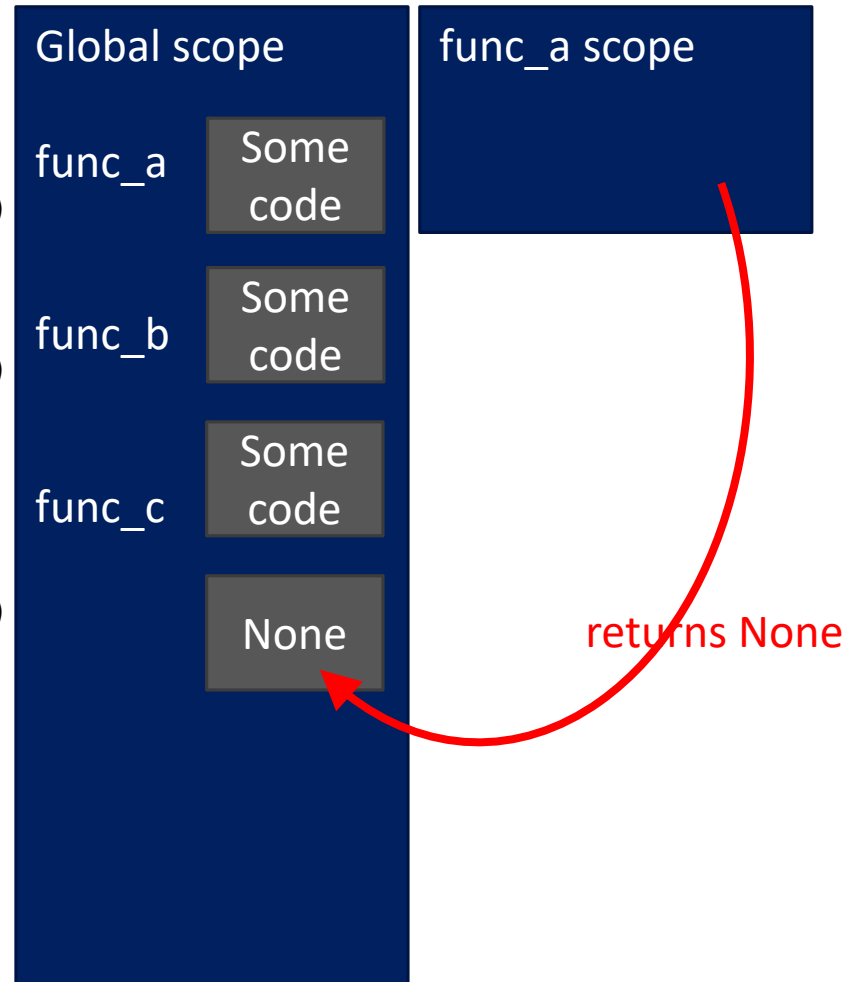 Global scope
func_a scope
func_a
Some
code
)
func_b
Some
code
)
func_c
Some
code
)
None
returns None